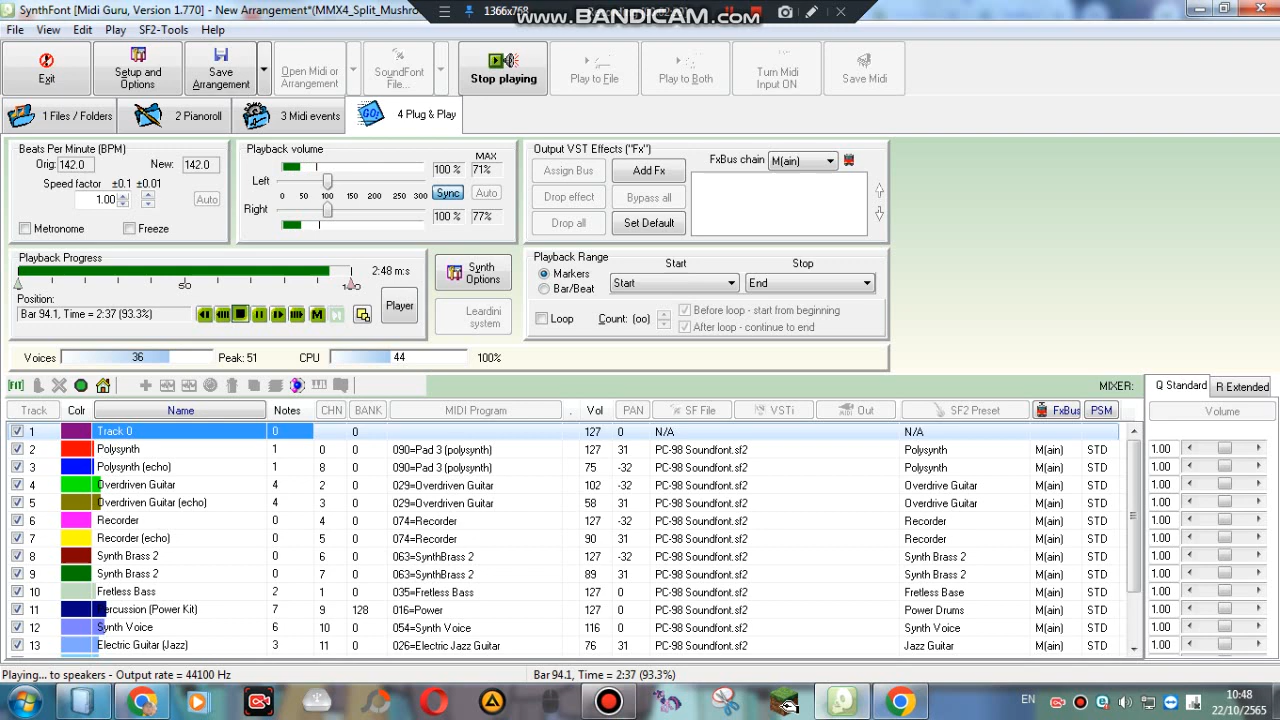 SynthFont [Midi Guru, Version 1.770] - New Arrangement*(MMX4_Split_Mushro
1366x768
www.BANDICAM.com
File View Edit Play SF2-Tools Help
Exit
Setup and Options
Save Arrangement
Open Midi or Arrangement
SoundFont File...
Stop playing
Play to File
Play to Both
Turn Midi Input ON
Save Midi
1 Files / Folders
2 Pianoroll
3 Midi events
GO!
4 Plug & Play
Beats Per Minute (BPM)
Orig: 142.0 New: 142.0
Speed factor ±0.1 ±0.01
1.00
Auto
Metronome Freeze
Playback volume
MAX
100 % 71%
Left
0 50 100 150 200 250 300
Sync Auto
Right
100 % 77%
Output VST Effects ("Fx")
FxBus chain M(ain)
Assign Bus Add Fx
Drop effect Bypass all
Drop all Set Default
Playback Progress
2:48 m:s
50 100
Position:
Bar 94.1, Time = 2:37 (93.3%)
M
Player
Synth Options
Leardini system
Playback Range
Start Stop
Markers
Start End
Bar/Beat
Loop Count: (oo)
Before loop - start from beginning
After loop - continue to end
Voices 36 Peak: 51 CPU 44 100%
MIXER: Q Standard R Extended
Track Colr Name Notes CHN BANK MIDI Program . Vol PAN SF File VSTi Out SF2 Preset FxBus PSM Volume
1 Track 0 0 0 127 0 N/A N/A
2 Polysynth 1 0 0 090=Pad 3 (polysynth) 127 31 PC-98 Soundfont.sf2 Polysynth M(ain) STD 1.00
3 Polysynth (echo) 1 8 0 090=Pad 3 (polysynth) 75 -32 PC-98 Soundfont.sf2 Polysynth M(ain) STD 1.00
4 Overdriven Guitar 4 2 0 029=Overdriven Guitar 102 -32 PC-98 Soundfont.sf2 Overdrive Guitar M(ain) STD 1.00
5 Overdriven Guitar (echo) 4 3 0 029=Overdriven Guitar 58 31 PC-98 Soundfont.sf2 Overdrive Guitar M(ain) STD 1.00
6 Recorder 4 0 074=Recorder 127 -32 PC-98 Soundfont.sf2 Recorder M(ain) STD 1.00
7 Recorder (echo) 5 0 074=Recorder 90 31 PC-98 Soundfont.sf2 Recorder M(ain) STD 1.00
8 Synth Brass 2 6 0 063=SynthBrass 2 127 -32 PC-98 Soundfont.sf2 Synth Brass 2 M(ain) STD 1.00
9 Synth Brass 2 7 0 063=SynthBrass 2 89 31 PC-98 Soundfont.sf2 Synth Brass 2 M(ain) STD 1.00
10 Fretless Bass 2 1 0 035=Fretless Bass 127 0 PC-98 Soundfont.sf2 Fretless Base M(ain) STD 1.00
11 Percussion (Power Kit) 7 9 128 016=Power 127 0 PC-98 Soundfont.sf2 Power Drums M(ain) STD 1.00
12 Synth Voice 6 10 0 054=Synth Voice 116 0 PC-98 Soundfont.sf2 Synth Voice M(ain) STD 1.00
13 Electric Guitar (Jazz) 3 11 0 026=Electric Jazz Guitar 76 31 PC-98 Soundfont.sf2 Jazz Guitar M(ain) STD 1.00
Playing... to speakers - Output rate = 44100 Hz
Bar 94.1, Time = 2:37 (93.3%)
EN
10:48
22/10/2565